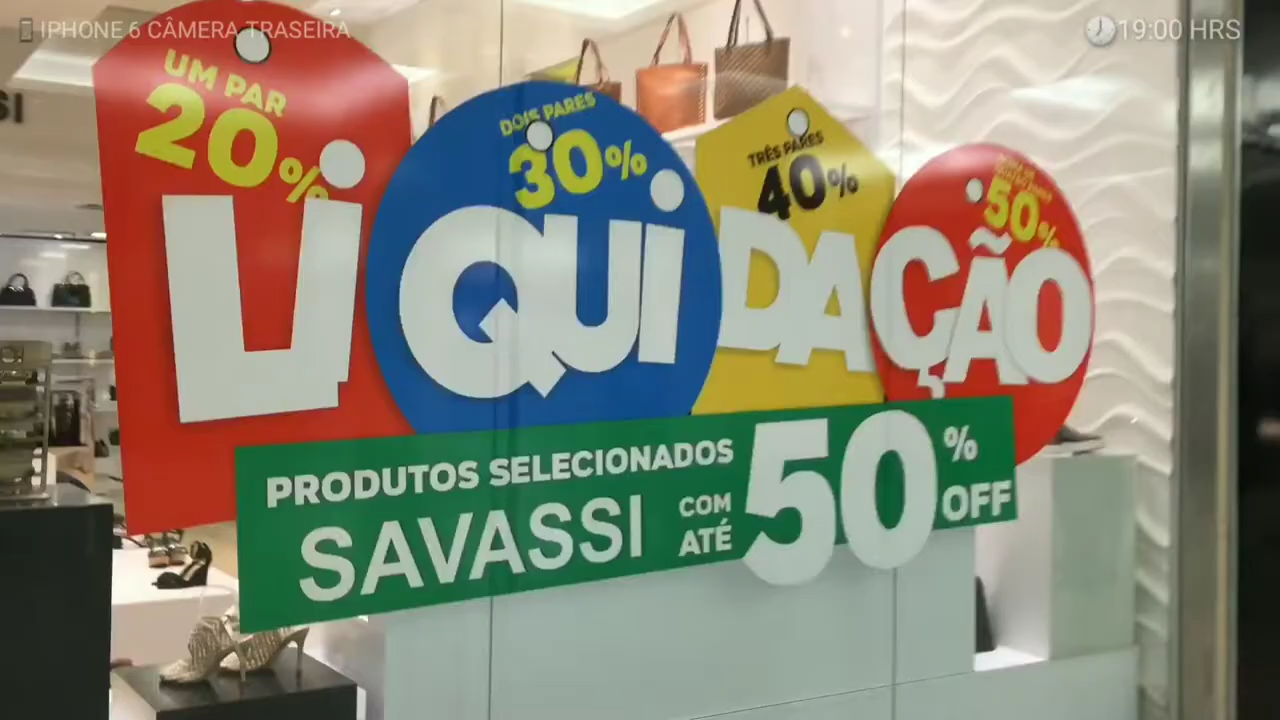 IPHONE 6 CÂMERA TRASEIRA
19:00 HRS
SI
UM PAR
20%
DOIS PARES
30%
TRÊS PARES
40%
50%
LIQUIDAÇÃO
PRODUTOS SELECIONADOS
SAVASSI COM ATÉ 50% OFF